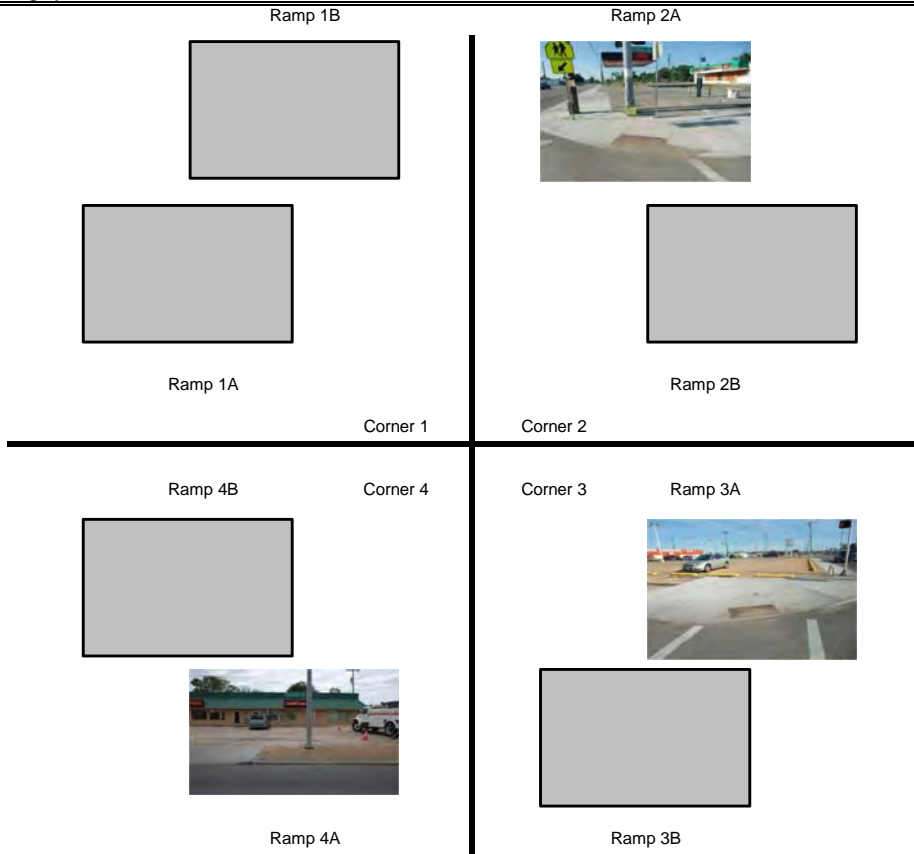 Ramp 1B Ramp 2A
Ramp 1A Ramp 2B
Corner 1 Corner 2
Ramp 4B Corner 4 Corner 3 Ramp 3A
Ramp 4A Ramp 3B